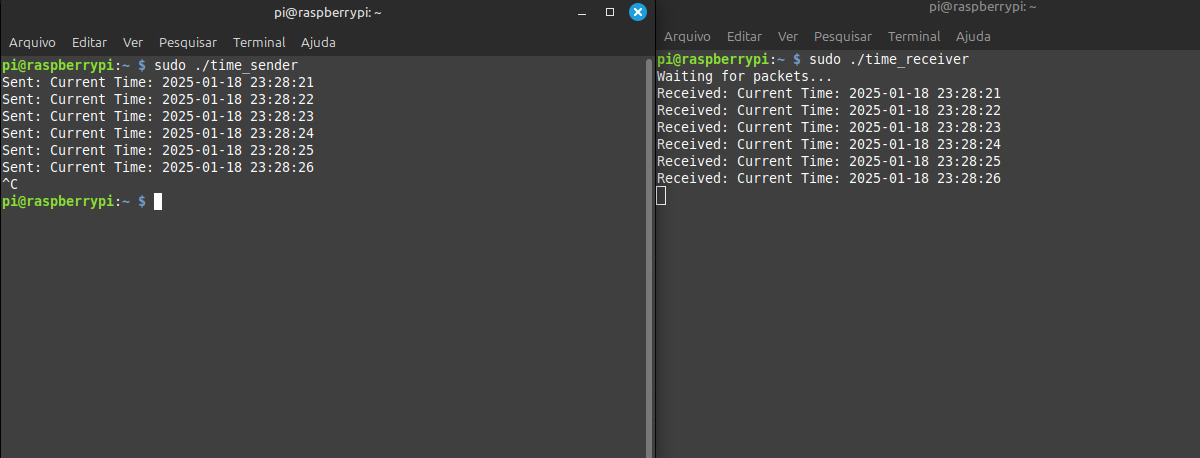 pi@raspberrypi: ~
Arquivo Editar Ver Pesquisar Terminal Ajuda
pi@raspberrypi:~ $ sudo ./time_sender
Sent: Current Time: 2025-01-18 23:28:21
Sent: Current Time: 2025-01-18 23:28:22
Sent: Current Time: 2025-01-18 23:28:23
Sent: Current Time: 2025-01-18 23:28:24
Sent: Current Time: 2025-01-18 23:28:25
Sent: Current Time: 2025-01-18 23:28:26
^C
pi@raspberrypi:~ $
pi@raspberrypi: ~
Arquivo Editar Ver Pesquisar Terminal Ajuda
pi@raspberrypi:~ $ sudo ./time_receiver
Waiting for packets...
Received: Current Time: 2025-01-18 23:28:21
Received: Current Time: 2025-01-18 23:28:22
Received: Current Time: 2025-01-18 23:28:23
Received: Current Time: 2025-01-18 23:28:24
Received: Current Time: 2025-01-18 23:28:25
Received: Current Time: 2025-01-18 23:28:26